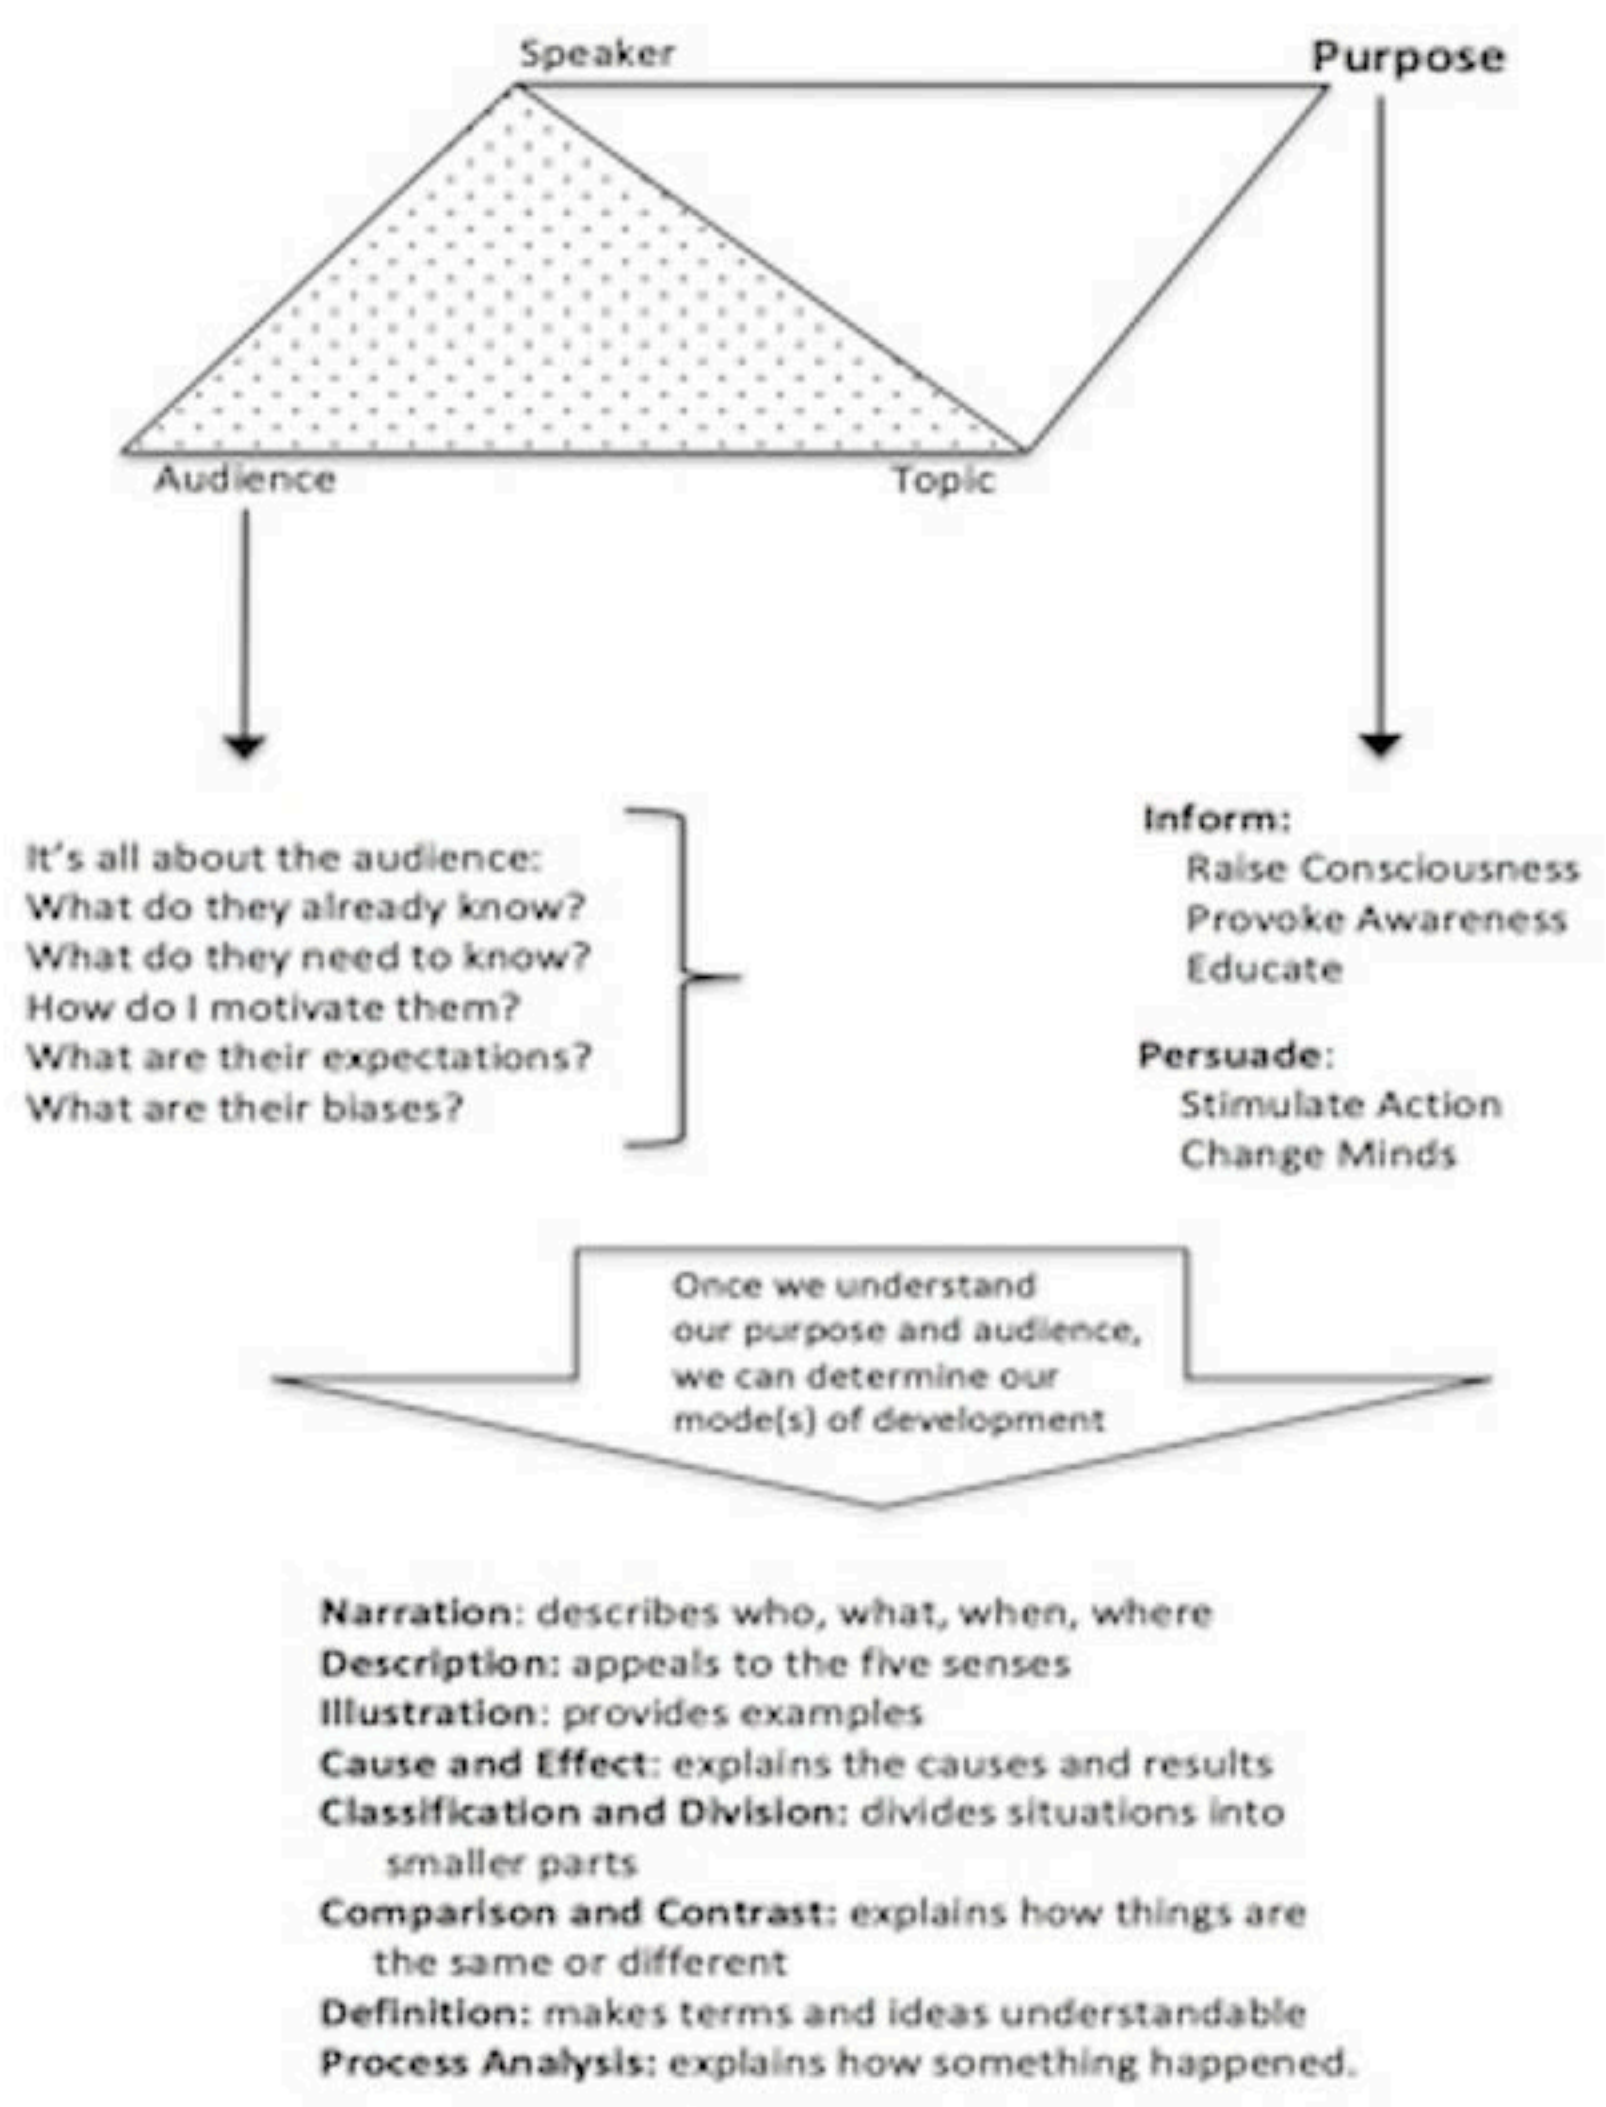 Speaker
Purpose
Audience
Topic
It's all about the audience:
What do they already know?
What do they need to know?
How do I motivate them?
What are their expectations?
What are their biases?
Inform:
Raise Consciousness
Provoke Awareness
Educate
Persuade:
Stimulate Action
Change Minds
Once we understand
our purpose and audience,
we can determine our
mode(s) of development
Narration: describes who, what, when, where
Description: appeals to the five senses
Illustration: provides examples
Cause and Effect: explains the causes and results
Classification and Division: divides situations into
smaller parts
Comparison and Contrast: explains how things are
the same or different
Definition: makes terms and ideas understandable
Process Analysis: explains how something happened.